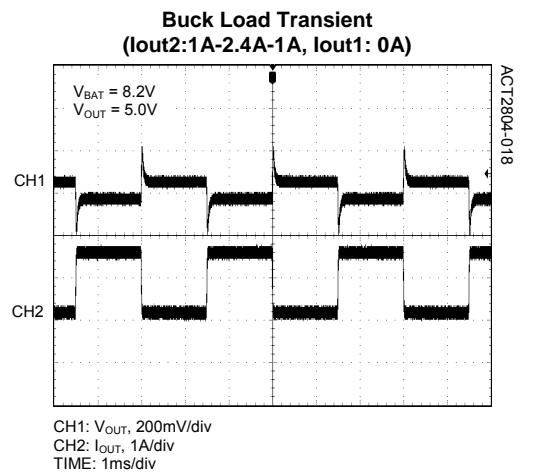 Buck Load Transient
(Iout2:1A-2.4A-1A, Iout1: 0A)
VBAT = 8.2V
VOUT = 5.0V
ACT2804-018
CH1
CH2
CH1: VOUT, 200mV/div
CH2: IOUT, 1A/div
TIME: 1ms/div